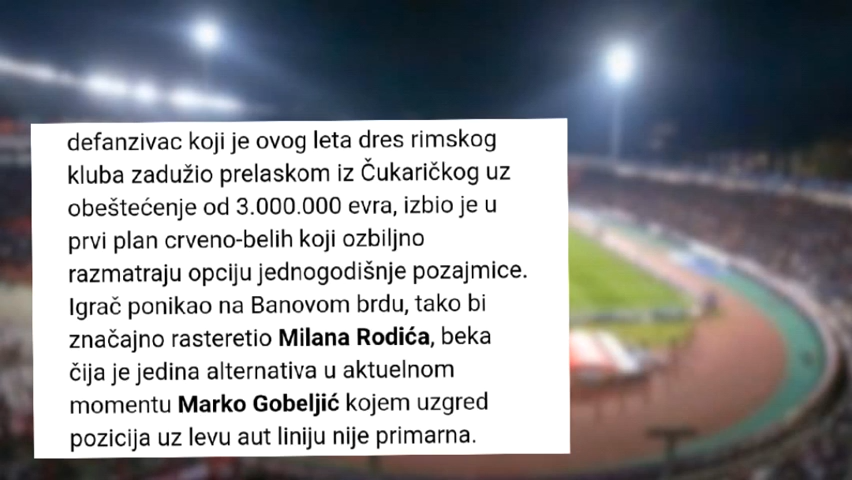 defanzivac koji je ovog leta dres rimskog
kluba zadužio prelaskom iz Čukaričkog uz
obeštećenje od 3.000.000 evra, izbio je u
prvi plan crveno-belih koji ozbiljno
razmatraju opciju jednogodišnje pozajmice.
Igrač ponikao na Banovom brdu, tako bi
značajno rasteretio Milana Rodića, beka
čija je jedina alternativa u aktuelnom
momentu Marko Gobeljić kojem uzgred
pozicija uz levu aut liniju nije primarna.